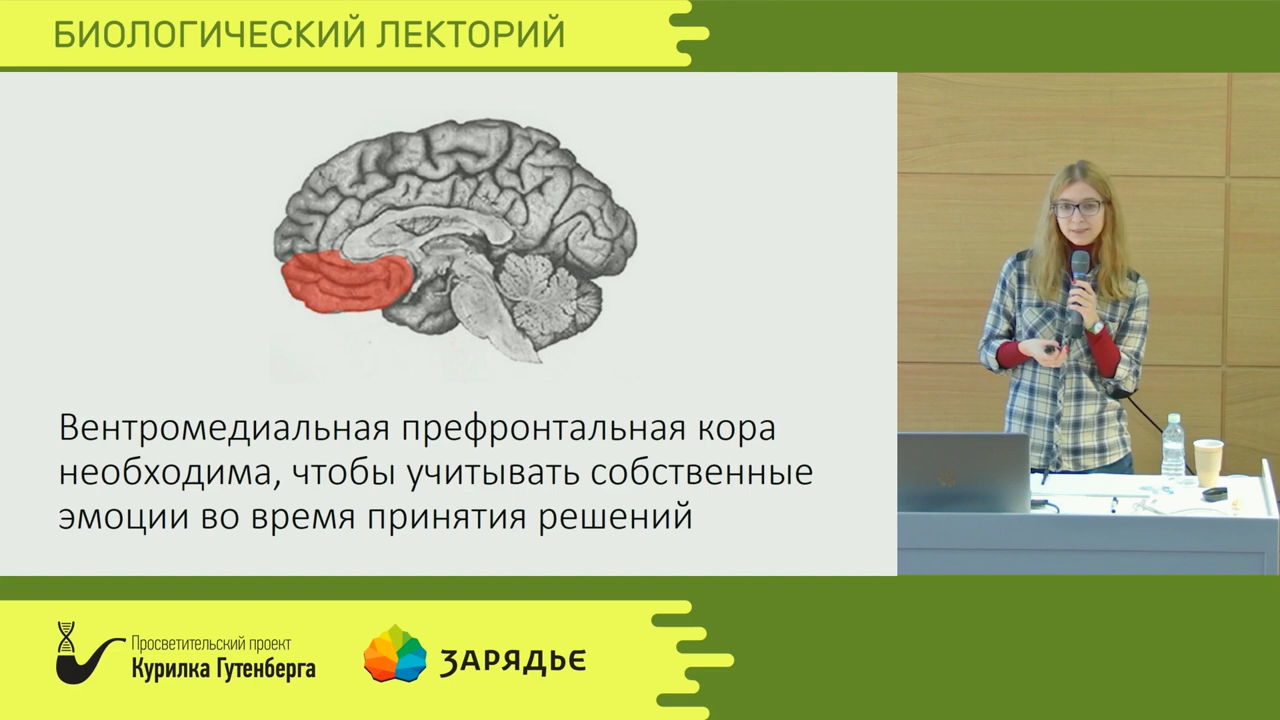 БИОЛОГИЧЕСКИЙ ЛЕКТОРИЙ
Вентромедиальная префронтальная кора
необходима, чтобы учитывать собственные
эмоции во время принятия решений
Просветительский проект
Курилка Гутенберга
ЗАРЯДЬЕ